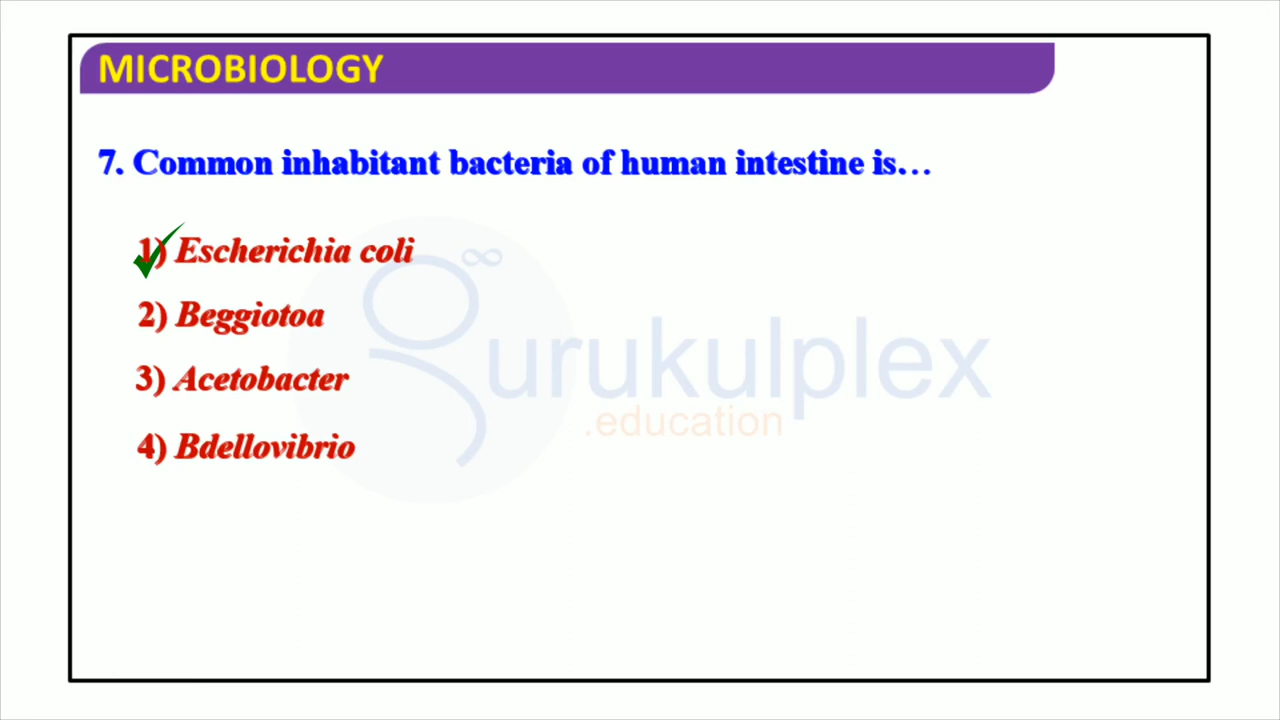 MICROBIOLOGY
7. Common inhabitant bacteria of human intestine is...
1) Escherichia coli
2) Beggiotoa
3) Acetobacter
4) Bdellovibrio
gurukulplex
.education